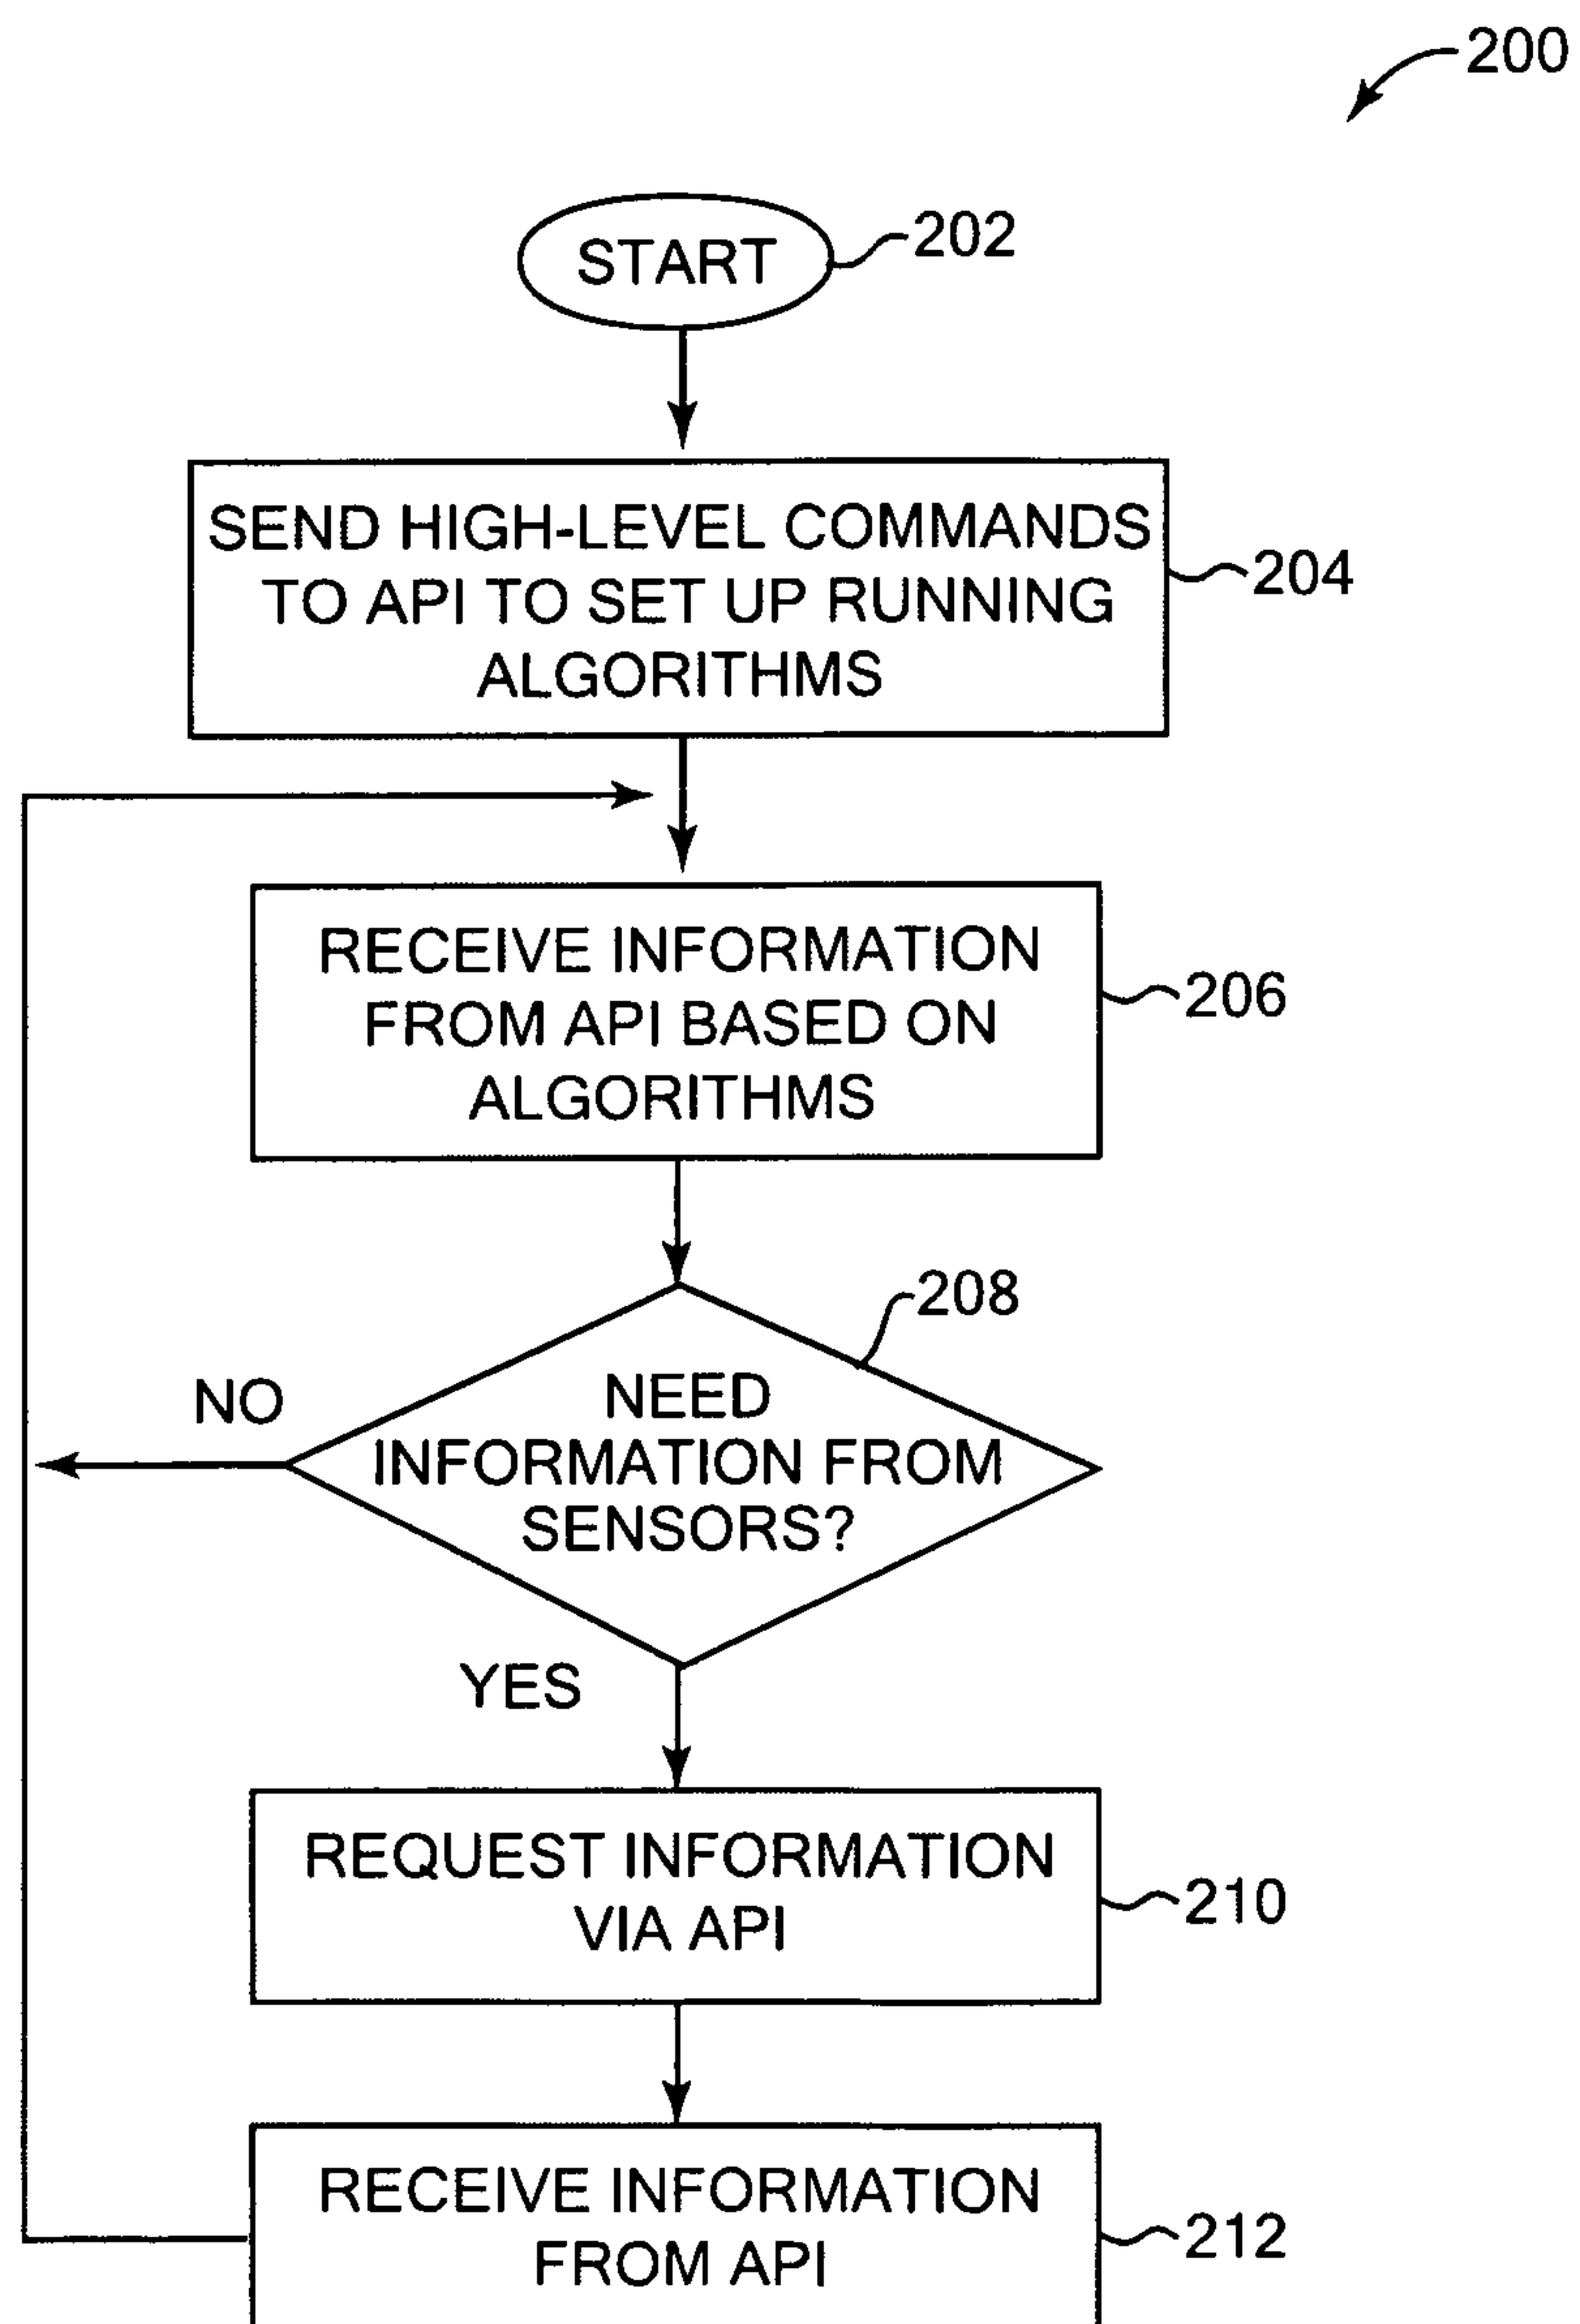 200
START
202
SEND HIGH-LEVEL COMMANDS
TO API TO SET UP RUNNING
ALGORITHMS
204
RECEIVE INFORMATION
FROM API BASED ON
ALGORITHMS
206
208
NO
NEED
INFORMATION FROM
SENSORS?
YES
REQUEST INFORMATION
VIA API
210
RECEIVE INFORMATION
FROM API
212